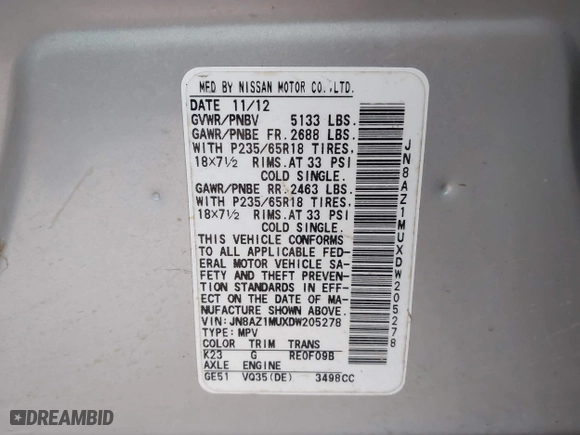 MFD BY NISSAN MOTOR CO.,LTD.
DATE 11/12
GVWR/PNBV 5133 LBS.
GAWR/PNBE FR.2688 LBS.
WITH P235/65R18 TIRES,
18×7½ RIMS.AT 33 PSI
COLD SINGLE.
GAWR/PNBE RR.2463 LBS.
WITH P235/65R18 TIRES,
18×7½ RIMS.AT 33 PSI
COLD SINGLE.
THIS VEHICLE CONFORMS
TO ALL APPLICABLE FED-
ERAL MOTOR VEHICLE SA-
FETY AND THEFT PREVEN-
TION STANDARDS IN EFF-
ECT ON THE DATE OF MA-
NUFACTURE SHOWN ABOVE.
VIN:JN8AZ1MUXDW205278
TYPE:MPV
COLOR TRIM TRANS
K23 G RE0F09B
AXLE ENGINE
GE51 VQ35(DE) 3498CC
JN8AZ1MUXDW205278
DREAMBID